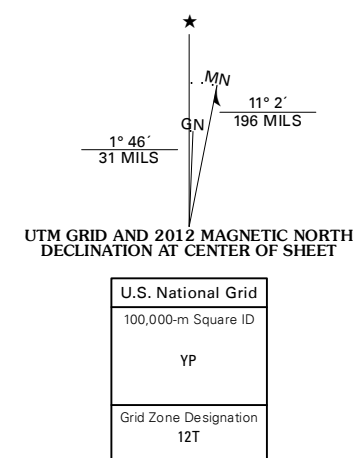 ★
MN
GN
11° 2´
196 MILS
1° 46´
31 MILS
UTM GRID AND 2012 MAGNETIC NORTH
DECLINATION AT CENTER OF SHEET
U.S. National Grid
100,000-m Square ID
YP
Grid Zone Designation
12T